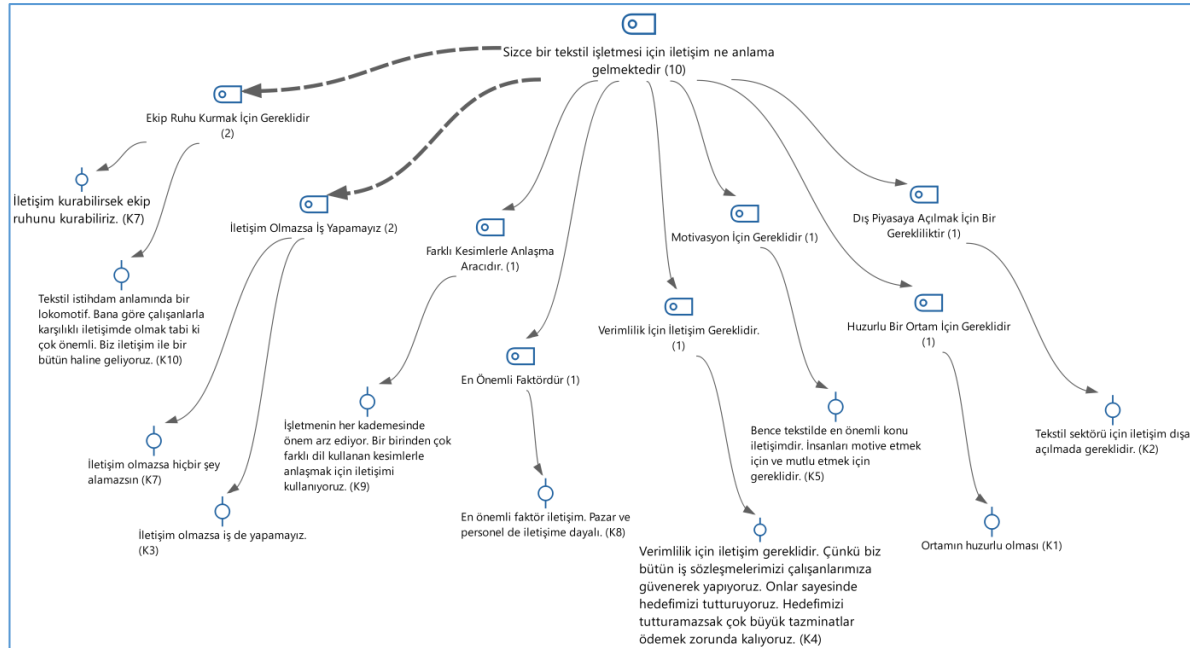 Sizce bir tekstil işletmesi için iletişim ne anlama
gelmektedir (10)
Ekip Ruhu Kurmak İçin Gereklidir
(2)
İletişim kurabilirsek ekip
ruhunu kurabiliriz. (K7)
Tekstil istihdam anlamında bir
lokomotif. Bana göre çalışanlarla
karşılıklı iletişimde olmak tabi ki
çok önemli. Biz iletişim ile bir
bütün haline geliyoruz. (K10)
İletişim Olmazsa İş Yapamayız (2)
İletişim olmazsa hiçbir şey
alamazsın (K7)
İletişim olmazsa iş de yapamayız.
(K3)
Farklı Kesimlerle Anlaşma
Aracıdır. (1)
İşletmenin her kademesinde
önem arz ediyor. Bir birinden çok
farklı dil kullanan kesimlerle
anlaşmak için iletişimi
kullanıyoruz. (K9)
En Önemli Faktördür (1)
En önemli faktör iletişim. Pazar ve
personel de iletişime dayalı. (K8)
Verimlilik İçin İletişim Gereklidir.
(1)
Verimlilik için iletişim gereklidir. Çünkü biz
bütün iş sözleşmelerimizi çalışanlarımıza
güvenerek yapıyoruz. Onlar sayesinde
hedefimizi tutturuyoruz. Hedefimizi
tutturamazsak çok büyük tazminatlar
ödemek zorunda kalıyoruz. (K4)
Motivasyon İçin Gereklidir (1)
Bence tekstilde en önemli konu
iletişimdir. İnsanları motive etmek
için ve mutlu etmek için
gereklidir. (K5)
Huzurlu Bir Ortam İçin Gereklidir
(1)
Ortamın huzurlu olması (K1)
Dış Piyasaya Açılmak İçin Bir
Gerekliliktir (1)
Tekstil sektörü için iletişim dışa
açılmada gereklidir. (K2)